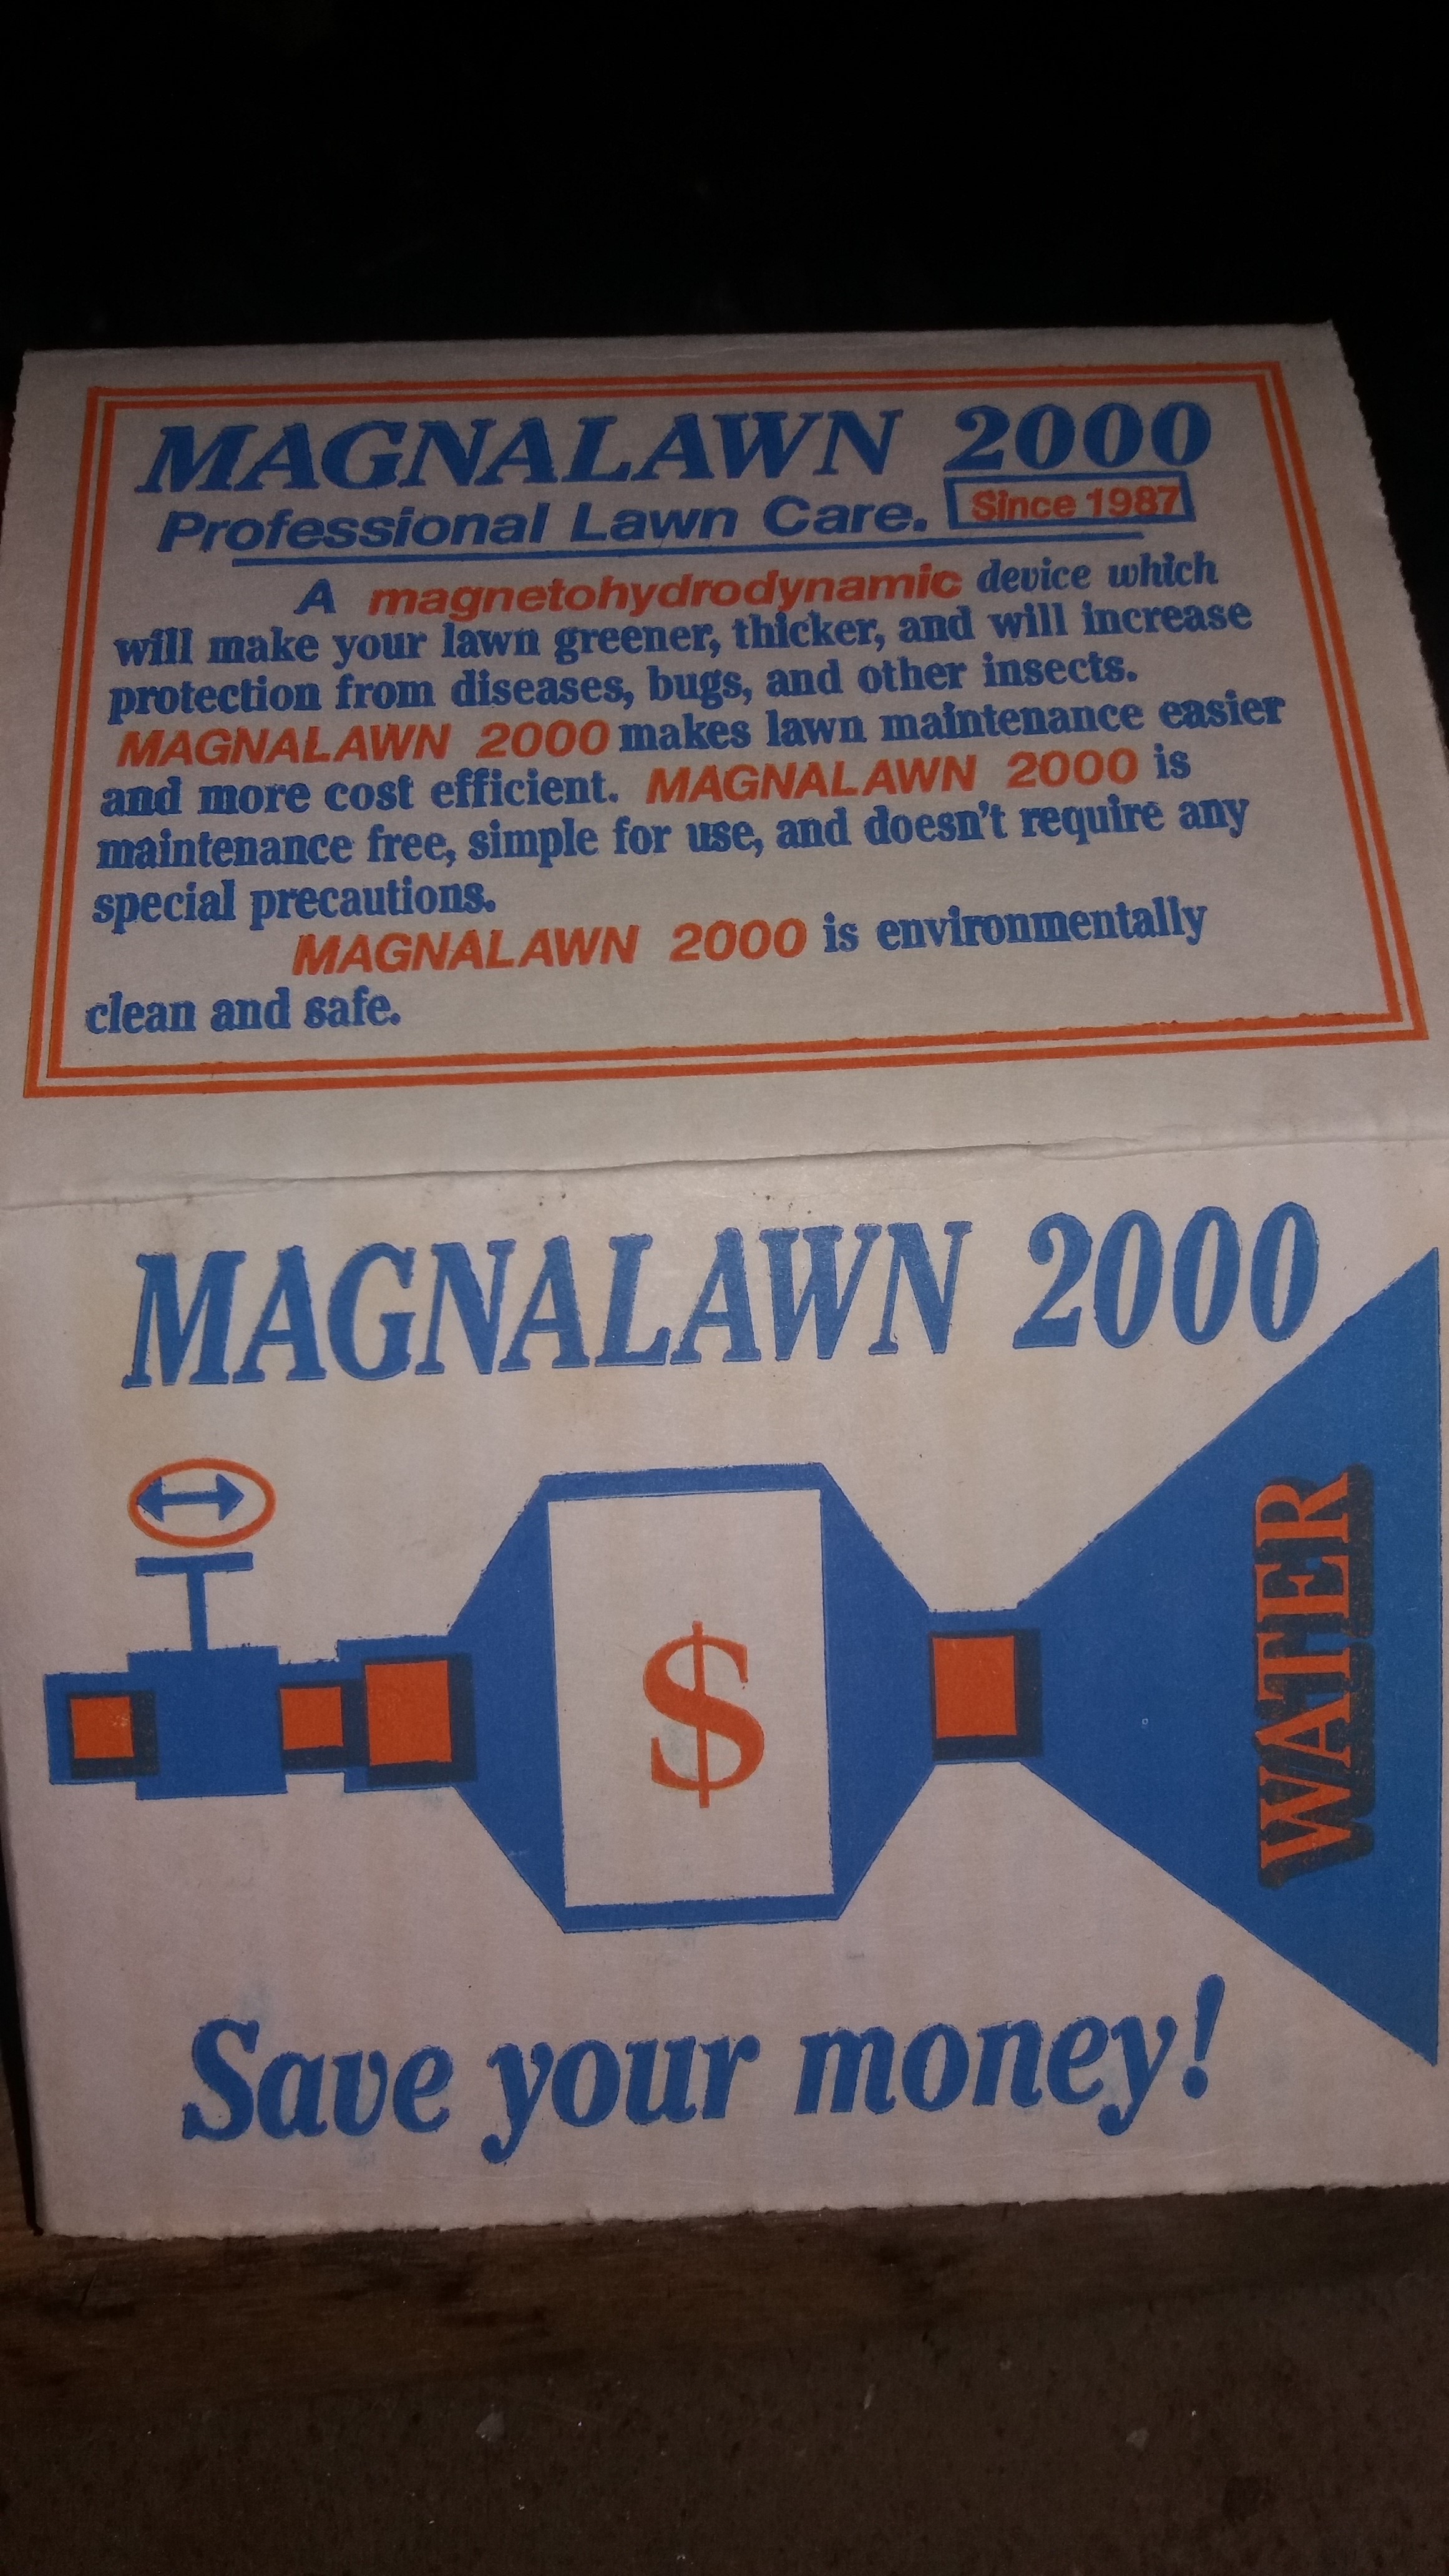 MAGNALAWN 2000
Professional Lawn Care. Since 1987
A magnetohydrodynamic device which
will make your lawn greener, thicker, and will increase
protection from diseases, bugs, and other insects.
MAGNALAWN 2000 makes lawn maintenance easier
and more cost efficient. MAGNALAWN 2000 is
maintenance free, simple for use, and doesn't require any
special precautions.
MAGNALAWN 2000 is environmentally
clean and safe.
MAGNALAWN 2000
$
WATER
Save your money!